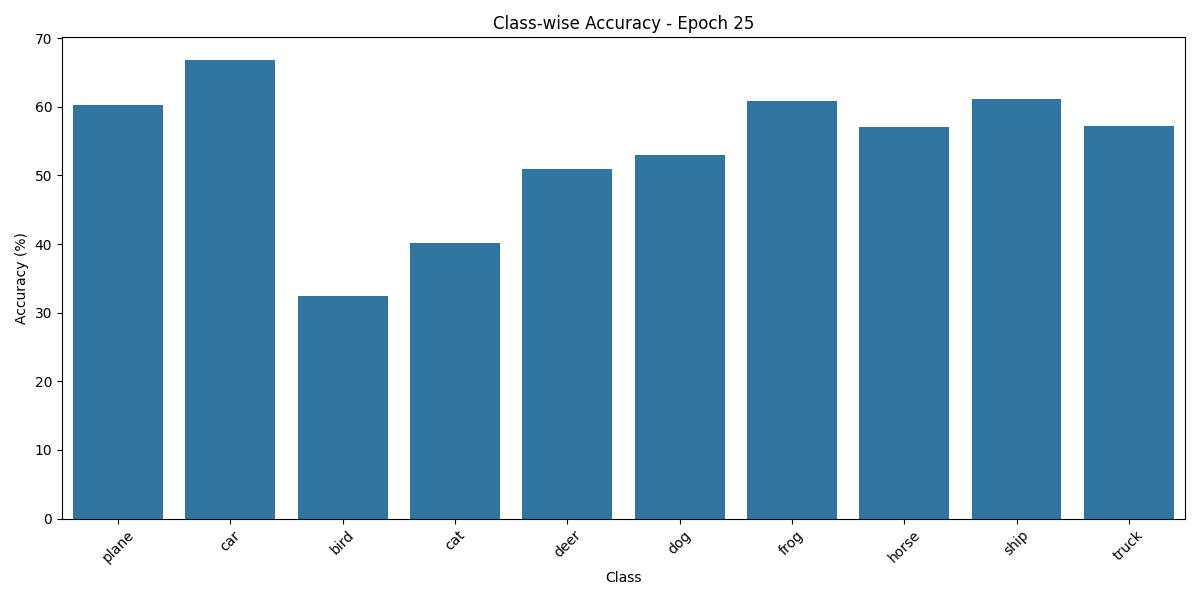 Class-wise Accuracy - Epoch 25
70
60
50
40
30
20
10
0
Accuracy (%)
plane
car
bird
cat
deer
dog
frog
horse
ship
truck
Class